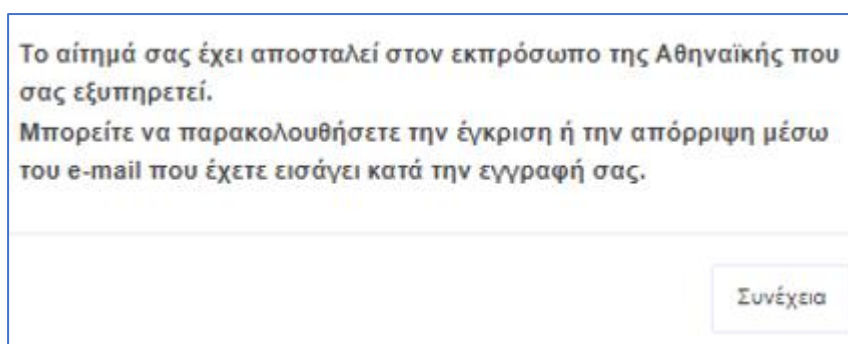 Το αίτημά σας έχει αποσταλεί στον εκπρόσωπο της Αθηναϊκής που
σας εξυπηρετεί.
Μπορείτε να παρακολουθήσετε την έγκριση ή την απόρριψη μέσω
του e-mail που έχετε εισάγει κατά την εγγραφή σας.
Συνέχεια